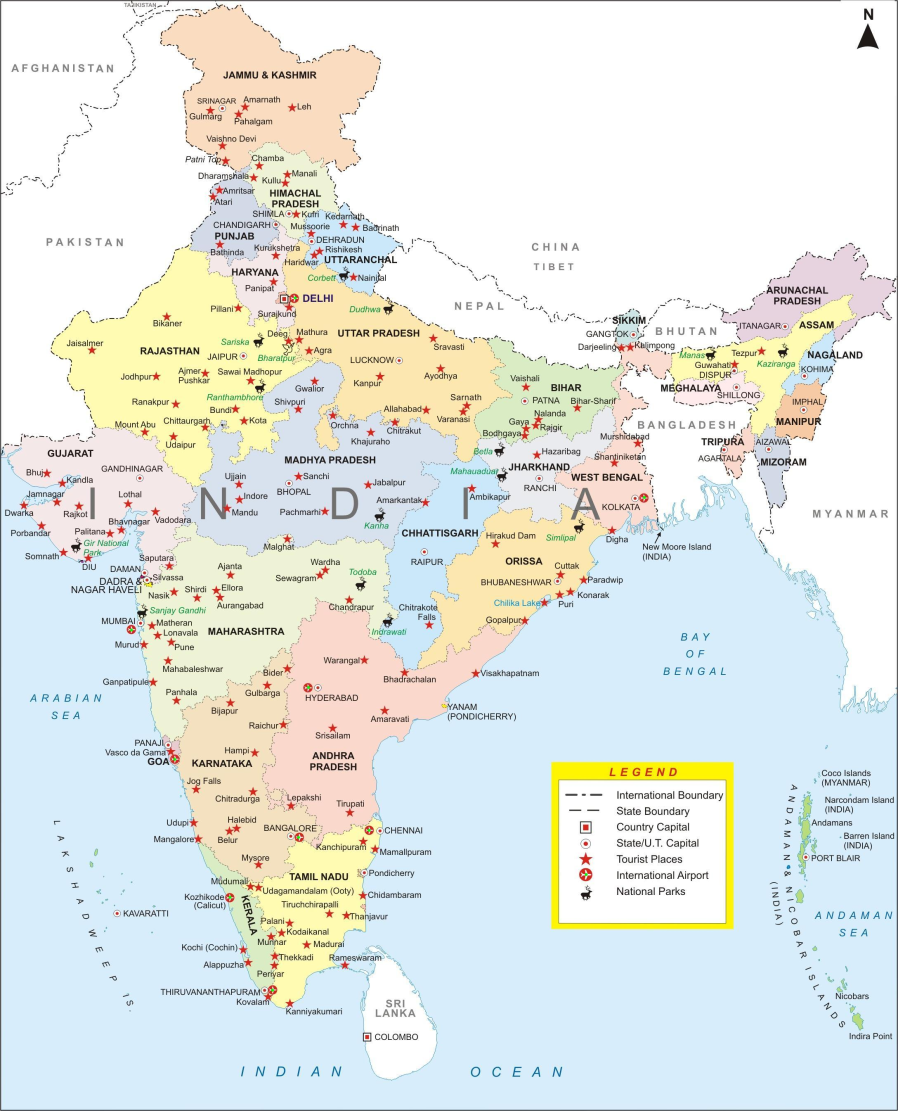 TAJIKISTAN
N
AFGHANISTAN
JAMMU & KASHMIR
SRINAGAR
Amarnath
Leh
Gulmarg
Pahalgam
Vaishno Devi
Patni Top
Chamba
Dharamshala
Manali
Kullu
Amritsar
Atari
HIMACHAL
PRADESH
SHIMLA
Kufri
Kedarnath
CHANDIGARH
Mussoorie
Badrinath
PUNJAB
DEHRADUN
PAKISTAN
Bathinda
Kurukshetra
Rishikesh
Haridwar
UTTARANCHAL
CHINA
TIBET
HARYANA
Corbett
Nainital
Panipat
ARUNACHAL
PRADESH
DELHI
Pillani
Surajkund
Dudhwa
NEPAL
SIKKIM
Bikaner
Deeg
Mathura
UTTAR PRADESH
GANGTOK
BHUTAN
ITANAGAR
ASSAM
Jaisalmer
RAJASTHAN
Sariska
Bharatpur
Agra
Sravasti
Darjeeling
Kalimpong
Manas
Tezpur
NAGALAND
JAIPUR
LUCKNOW
Guwahati
Kaziranga
DISPUR
KOHIMA
Jodhpur
Ajmer
Pushkar
Sawai Modhopur
Kanpur
Ayodhya
Vaishali
BIHAR
MEGHALAYA
SHILLONG
Gwalior
Ranthambhore
Ranakpur
Bundi
Shivpuri
Sarnath
PATNA
Bihar-Sharif
IMPHAL
MANIPUR
Allahabad
Varanasi
Nalanda
Gaya
Rajgir
Mount Abu
Chittaurgarh
Kota
Orchna
Chitrakut
Bodhgaya
BANGLADESH
Udaipur
Khajuraho
Murshidabad
TRIPURA
AIZAWAL
GUJARAT
MADHYA PRADESH
Betla
Hazaribag
Shantiniketan
AGARTALA
MIZORAM
GANDHINAGAR
Mahauaduar
JHARKHAND
Bhuj
Kandla
Ujjain
Sanchi
Jabalpur
RANCHI
WEST BENGAL
Jamnagar
Lothal
Indore
BHOPAL
Amarkantak
Ambikapur
INDIA
KOLKATA
Dwarka
Rajkot
Mandu
Pachmarhi
MYANMAR
Bhavnagar
Vadodara
Kanna
Porbandar
Palitana
CHHATTISGARH
Hirakud Dam
Simlipal
Digha
Gir National
Park
Malghat
New Moore Island
(INDIA)
Somnath
DIU
Saputara
ORISSA
RAIPUR
DAMAN
Silvassa
Ajanta
Wardha
Todoba
Cuttak
DADRA &
NAGAR HAVELI
Sewagram
BHUBANESHWAR
Paradwip
Nasik
Shirdi
Ellora
Konarak
Aurangabad
Chandrapur
Chilika Lake
Puri
Sanjay Gandhi
Chitrakote
Falls
Gopalpur
MUMBAI
Matheran
Lonavala
MAHARASHTRA
Indrawati
Murud
Pune
BAY
OF
BENGAL
Mahabaleshwar
Warangal
Bider
Bhadrachalan
Visakhapatnam
Ganpatipule
Gulbarga
ARABIAN
SEA
Panhala
HYDERABAD
Bijapur
YANAM
(PONDICHERRY)
Amaravati
Raichur
Srisailam
PANAJI
Vasco da Gama
Hampi
GOA
KARNATAKA
ANDHRA
PRADESH
LEGEND
International Boundary
State Boundary
Country Capital
State/U.T. Capital
Tourist Places
International Airport
National Parks
Jog Falls
Chitradurga
Lepakshi
Tirupati
Coco Islands
(MYANMAR)
Narcondam Island
(INDIA)
Andamans
Barren Island
(INDIA)
PORT BLAIR
ANDAMAN & NICOBAR ISLANDS
(INDIA)
ANDAMAN
SEA
Nicobars
Indira Point
Udupi
Halebid
BANGALORE
CHENNAI
Mangalore
Belur
Kanchipuram
Mamallpuram
Mysore
TAMIL NADU
Pondicherry
Mudumali
Udagamandalam (Ooty)
Chidambaram
Kozhikode
(Calicut)
KERALA
Tiruchchirapalli
LAKSHADWEEP IS.
KAVARATTI
Palani
Thanjavur
Kodaikanal
Munnar
Madurai
Kochi (Cochin)
Thekkadi
Rameswaram
Alappuzha
Periyar
THIRUVANANTHAPURAM
Kovalam
Kanniyakumari
SRI
LANKA
COLOMBO
INDIAN OCEAN